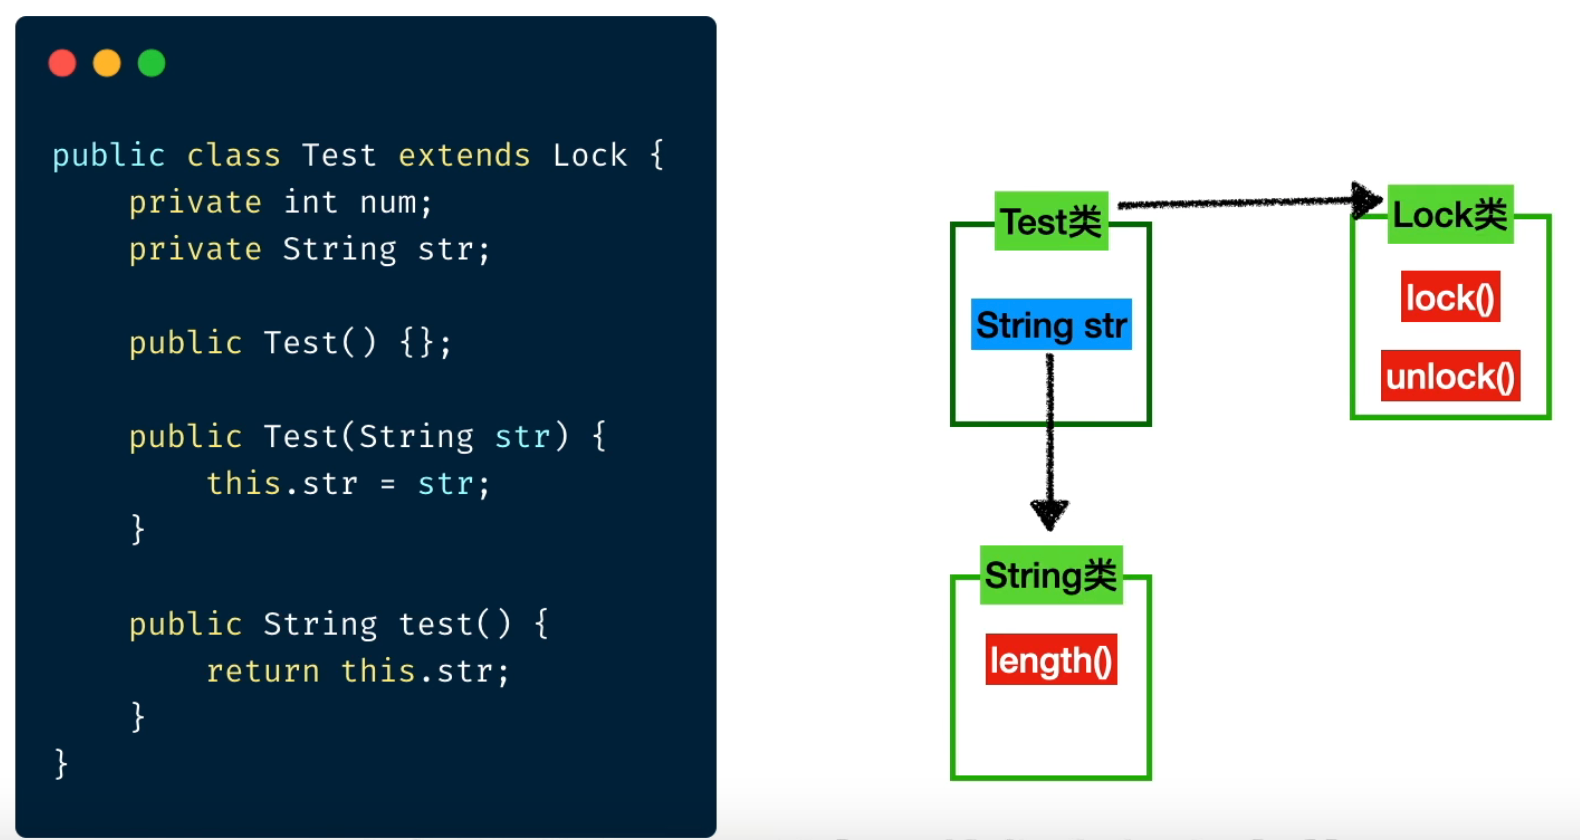 public class Test extends Lock {
    private int num;
    private String str;
    public Test() {};
    public Test(String str) {
        this.str = str;
    }
    public String test() {
        return this.str;
    }
}
Test类
String str
Lock类
lock()
unlock()
String类
length()